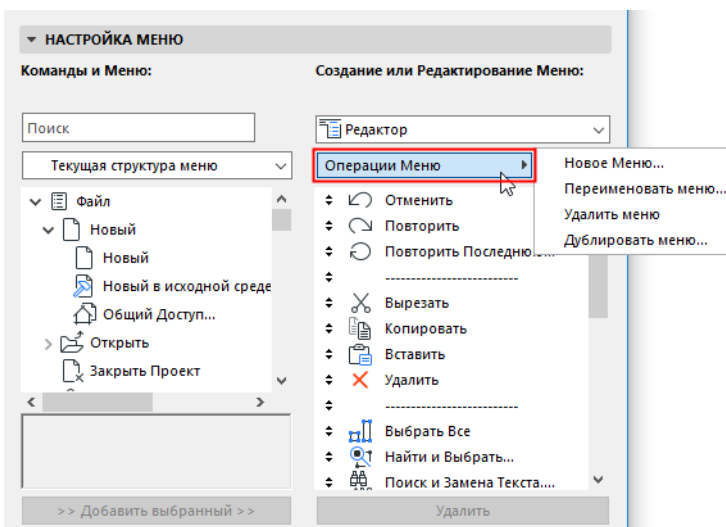 НАСТРОЙКА МЕНЮ
Команды и Меню:
Поиск
Текущая структура меню
Файл
Новый
Новый
Новый в исходной среде
Общий Доступ...
Открыть
Закрыть Проект
>> Добавить выбранный >>
Создание или Редактирование Меню:
Редактор
Операции Меню
Новое Меню...
Переименовать меню...
Удалить меню
Дублировать меню...
Отменить
Повторить
Повторить Последнюю...
--------------------------
Вырезать
Копировать
Вставить
Удалить
--------------------------
Выбрать Все
Найти и Выбрать...
Поиск и Замена Текста....
Удалить